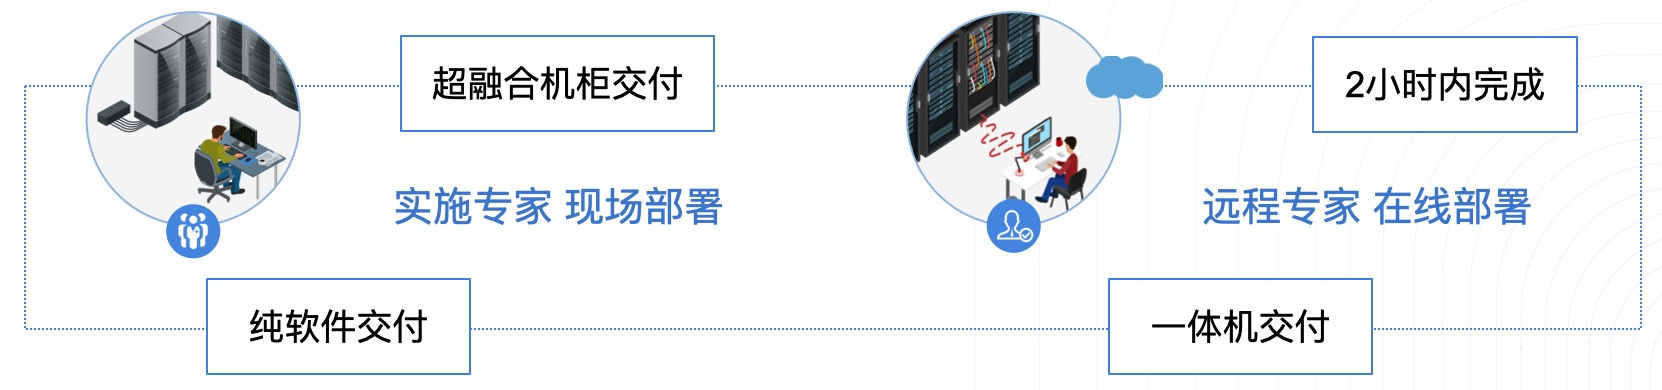 超融合机柜交付
2小时内完成
实施专家 现场部署
远程专家 在线部署
纯软件交付
一体机交付